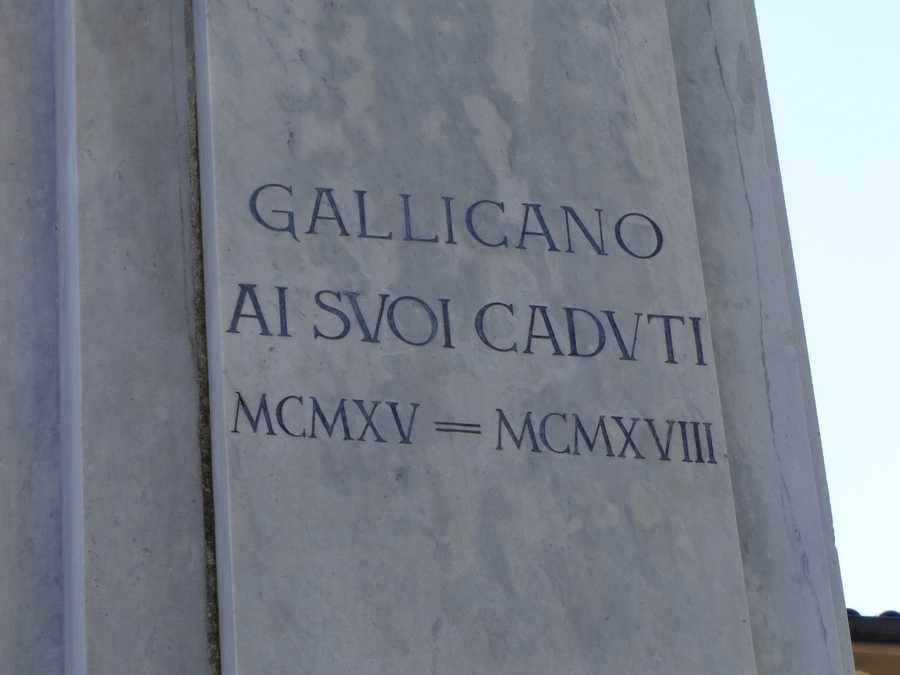 GALLICANO
AI SVOI CADVTI
MCMXV = MCMXVIII